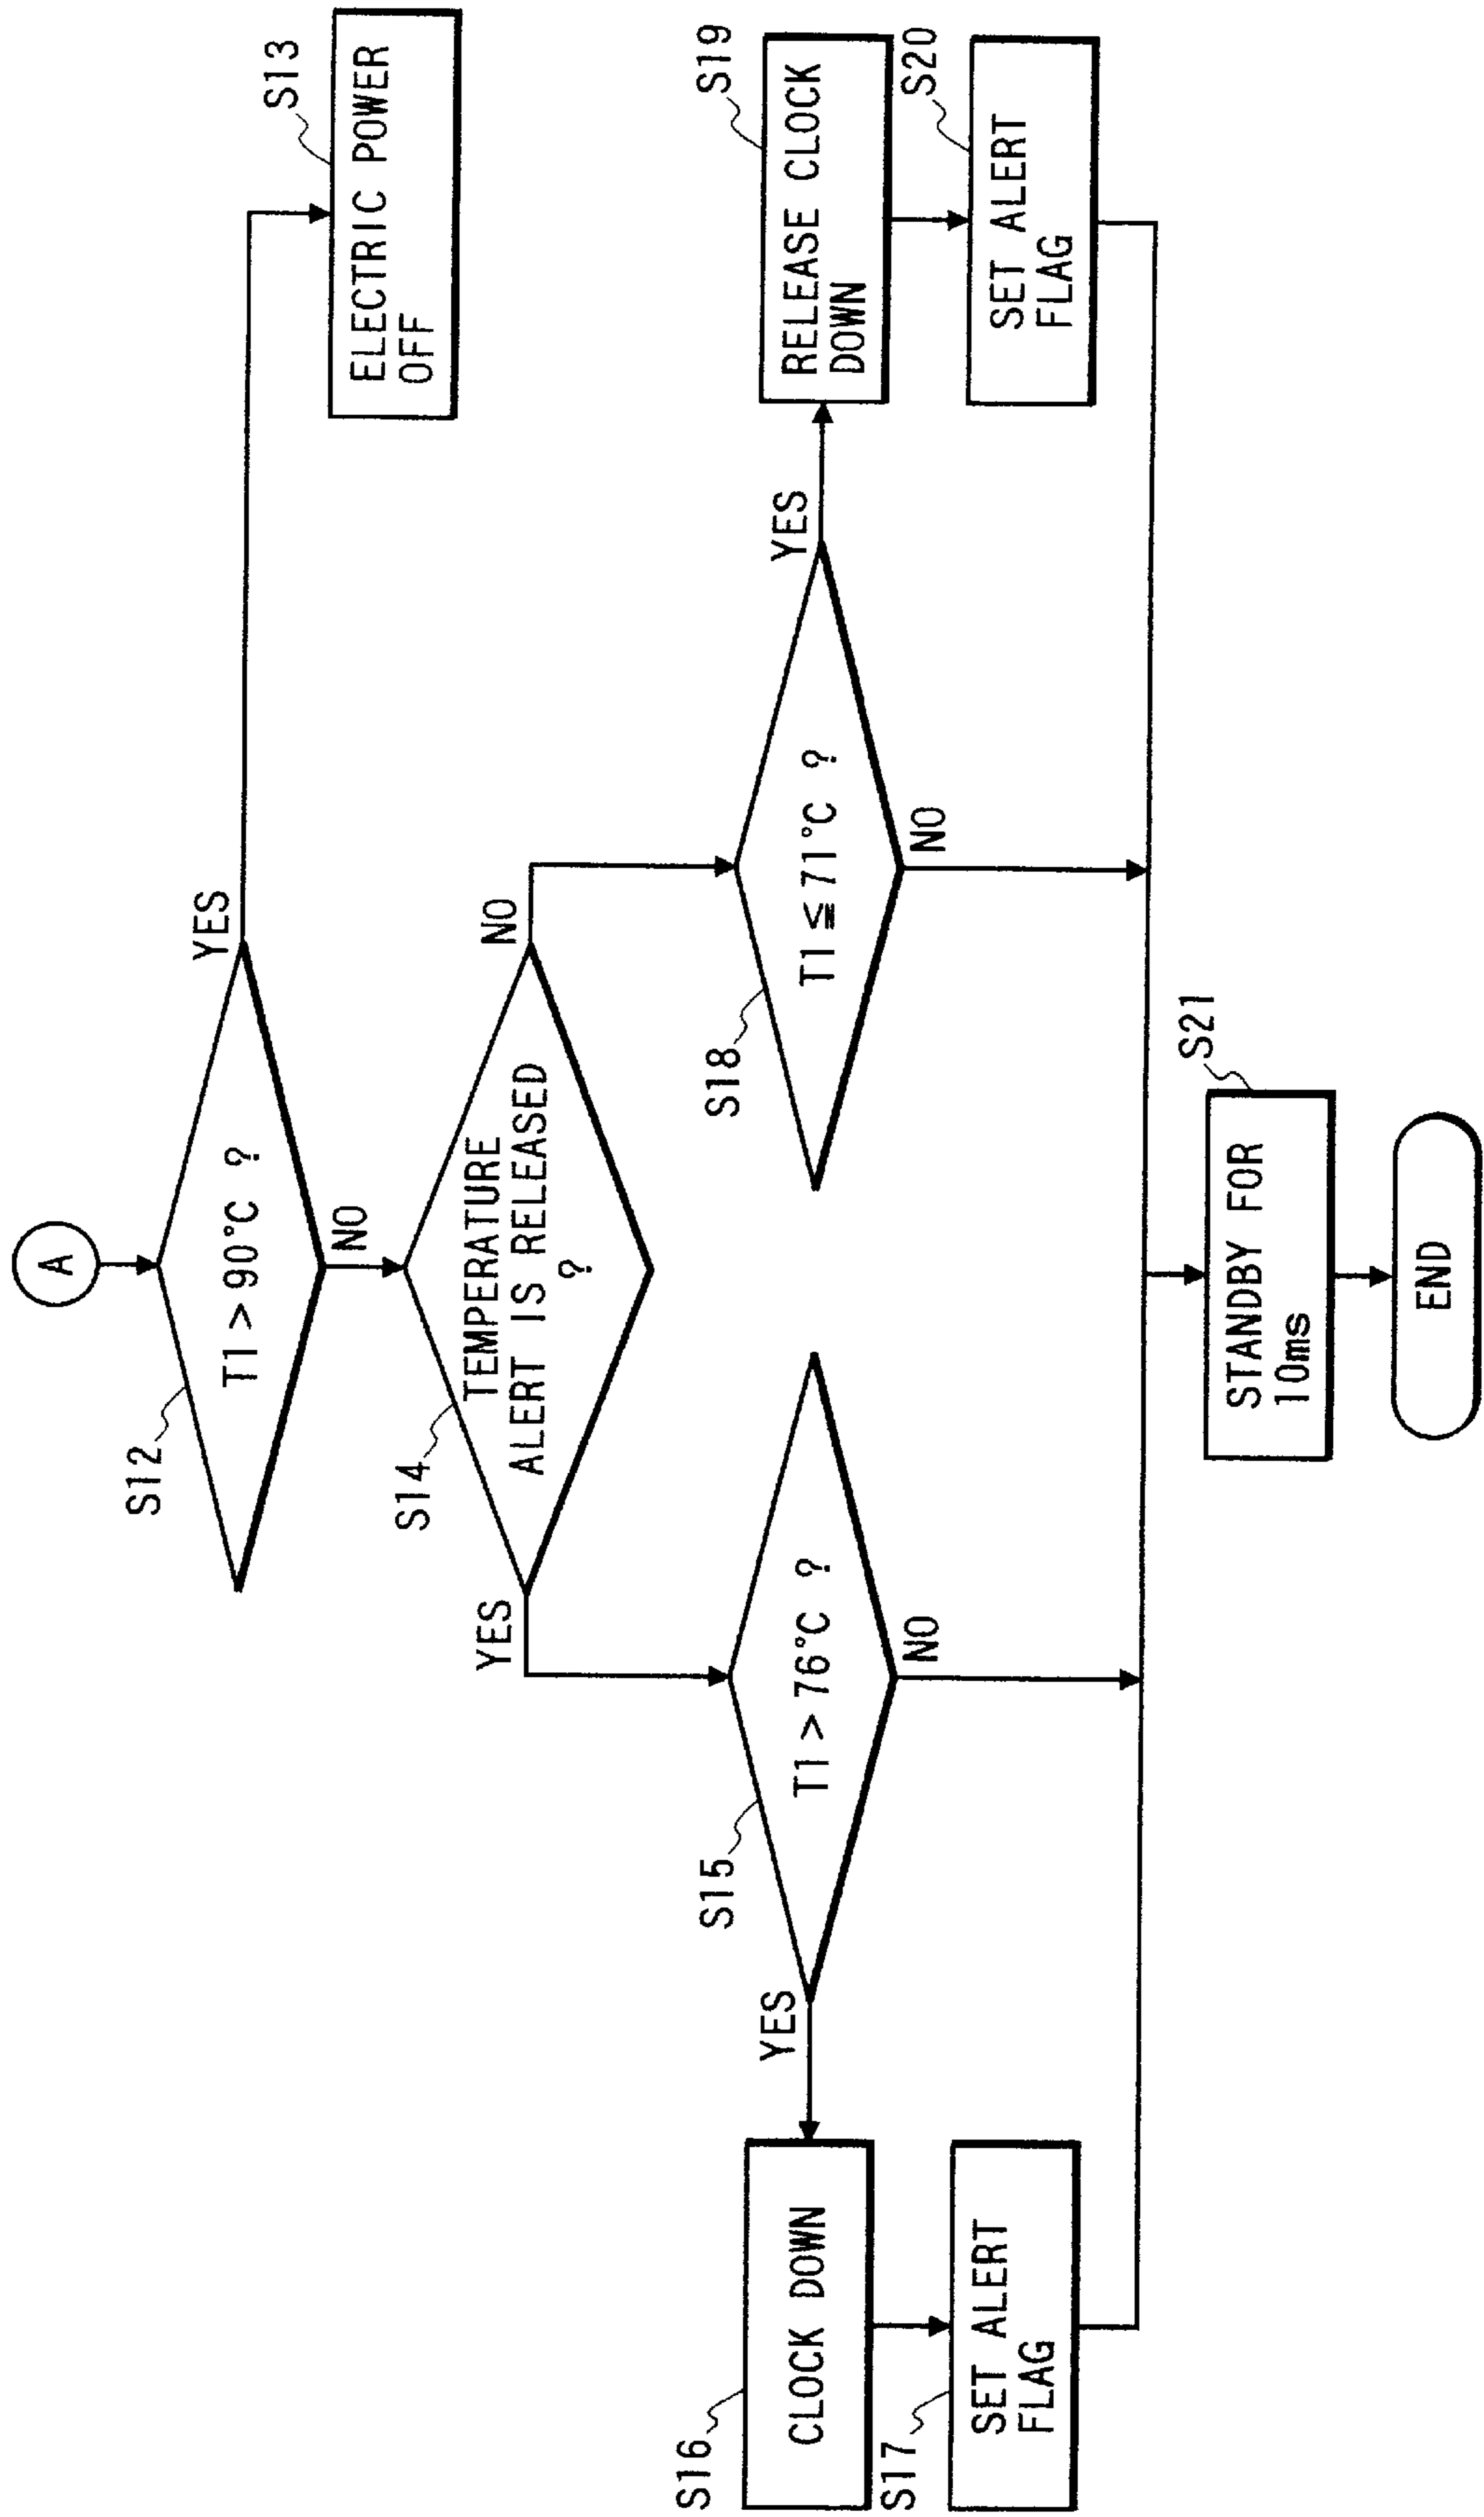 A
S12
T1 > 90°C ?
YES
NO
S13
ELECTRIC POWER
OFF
S14
TEMPERATURE
ALERT IS RELEASED
?
YES
NO
S15
T1 > 76°C ?
YES
NO
S16
CLOCK DOWN
S17
SET ALERT
FLAG
S18
T1 ≦ 71°C ?
YES
NO
S19
RELEASE CLOCK
DOWN
S20
SET ALERT
FLAG
S21
STANDBY FOR
10ms
END